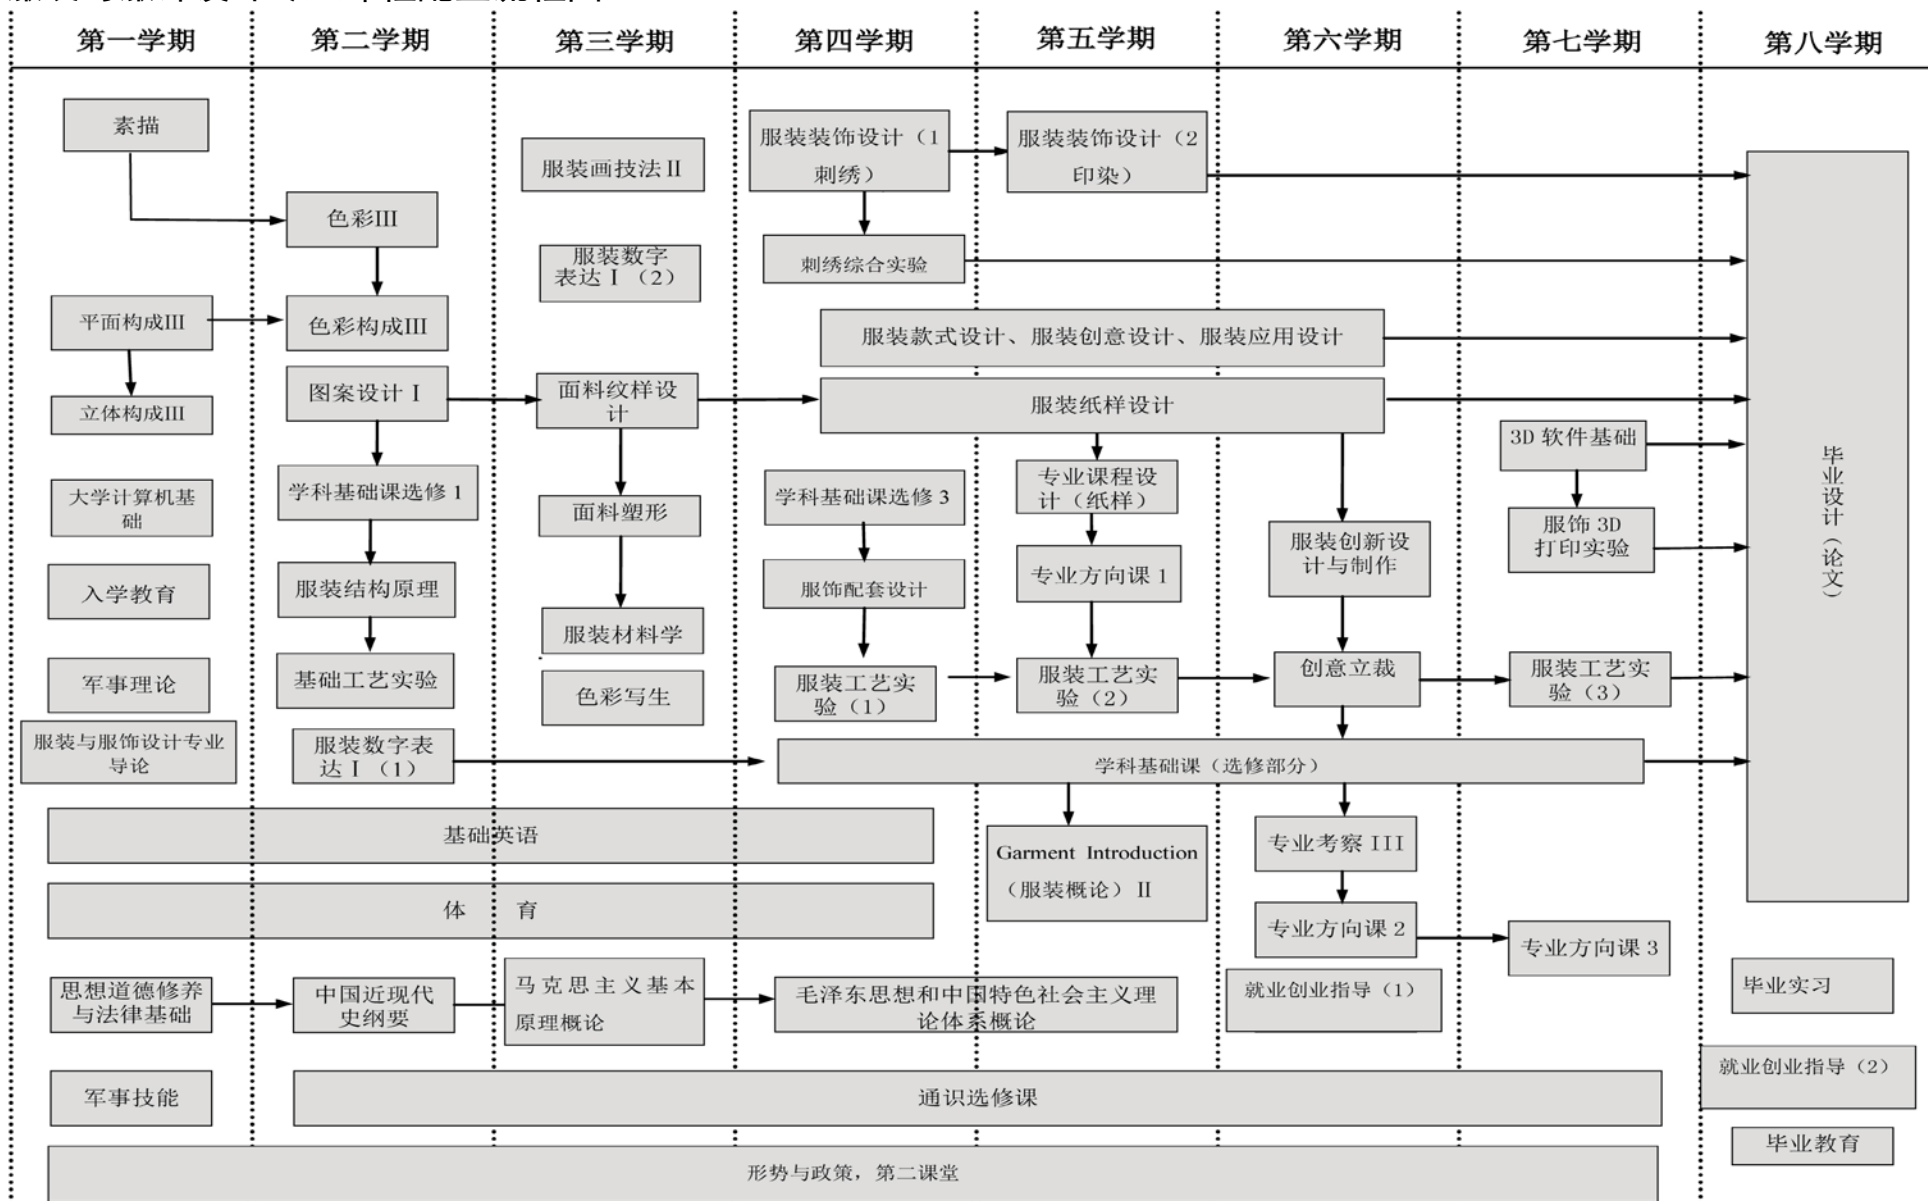 第一学期
第二学期
第三学期
第四学期
第五学期
第六学期
第七学期
第八学期
素描
平面构成III
立体构成III
大学计算机基
础
入学教育
军事理论
服装与服饰设计专业
导论
色彩III
色彩构成III
图案设计 I
学科基础课选修 1
服装结构原理
基础工艺实验
服装数字表
达 I （1）
服装画技法 II
服装数字
表达 I （2）
面料纹样设
计
面料塑形
服装材料学
色彩写生
服装装饰设计（1
刺绣）
刺绣综合实验
服装装饰设计（2
印染）
服装款式设计、服装创意设计、服装应用设计
服装纸样设计
学科基础课选修 3
服饰配套设计
服装工艺实
验（1）
专业课程设
计（纸样）
专业方向课 1
服装工艺实
验（2）
服装创新设
计与制作
创意立裁
3D 软件基础
服饰 3D
打印实验
服装工艺实
验（3）
学科基础课（选修部分）
毕业设计（论文）
基础英语
体 育
Garment Introduction
（服装概论）II
专业考察 III
专业方向课 2
专业方向课 3
就业创业指导（1）
思想道德修养
与法律基础
中国近现代
史纲要
马克思主义基本
原理概论
毛泽东思想和中国特色社会主义理
论体系概论
毕业实习
军事技能
通识选修课
就业创业指导（2）
毕业教育
形势与政策，第二课堂